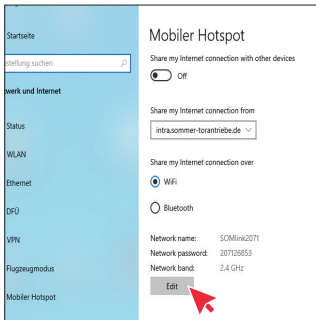 Startseite
stellung suchen
zwerk und Internet
Status
WLAN
Ethernet
DFÜ
VPN
Flugzeugmodus
Mobiler Hotspot
Mobiler Hotspot
Share my Internet connection with other devices
Off
Share my Internet connection from
intra.sommer-torantriebe.de
Share my Internet connection over
WiFi
Bluetooth
Network name: SOMlink2071
Network password: 207126853
Network band: 2.4 GHz
Edit